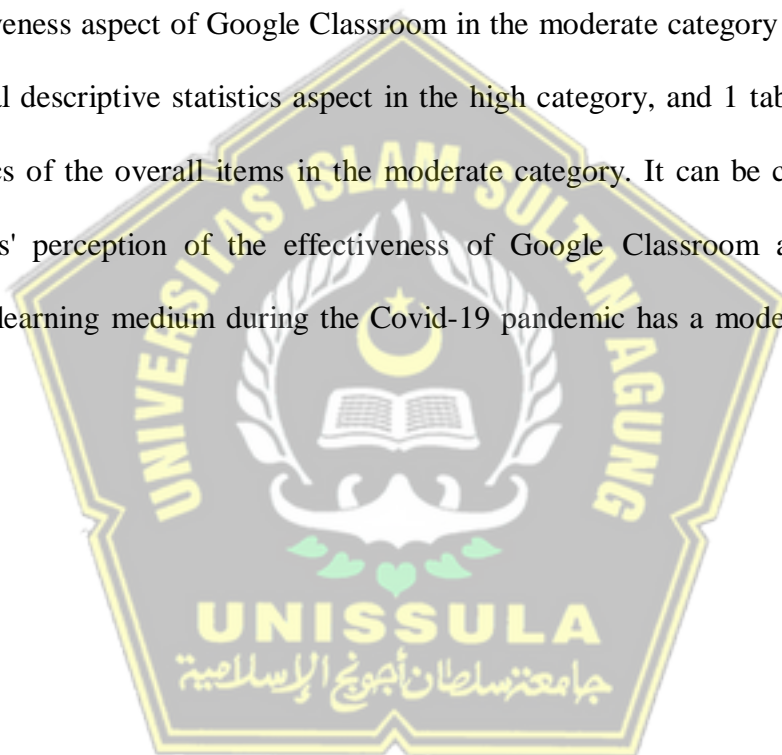 veness aspect of Google Classroom in the moderate category
l descriptive statistics aspect in the high category, and 1 tab
cs of the overall items in the moderate category. It can be c
s' perception of the effectiveness of Google Classroom a
learning medium during the Covid-19 pandemic has a mode
UNIVERSITAS ISLAM SULTAN AGUNG
UNISSULA
جامعة سلطان أجونج الإسلامية